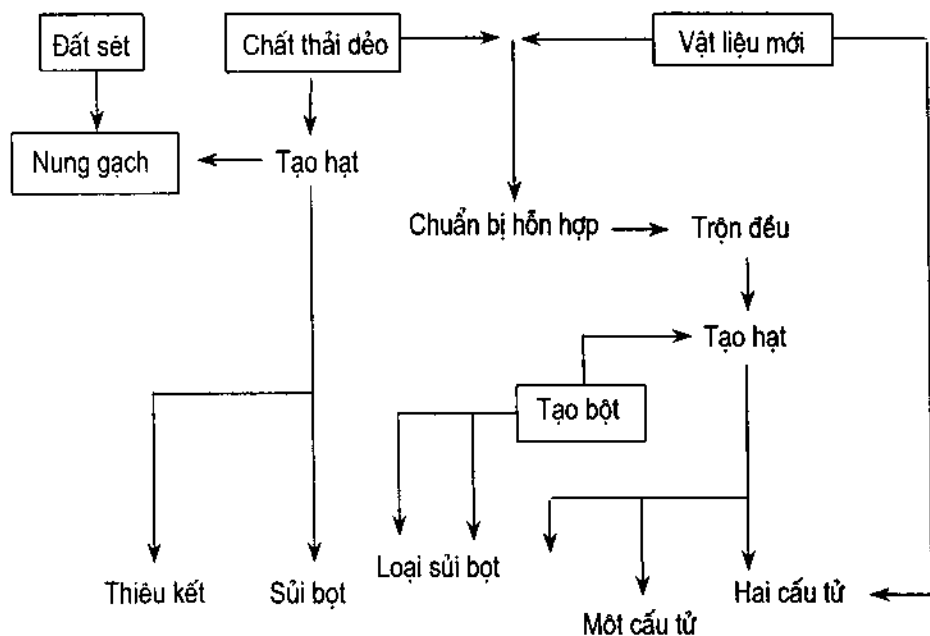 Đất sét
Chất thải dẻo
Vật liệu mới
Nung gạch
Tạo hạt
Chuẩn bị hỗn hợp
Trộn đều
Tạo hạt
Tạo bột
Loại sủi bọt
Thiêu kết
Sủi bọt
Hai cấu tử
Môt cấu tử